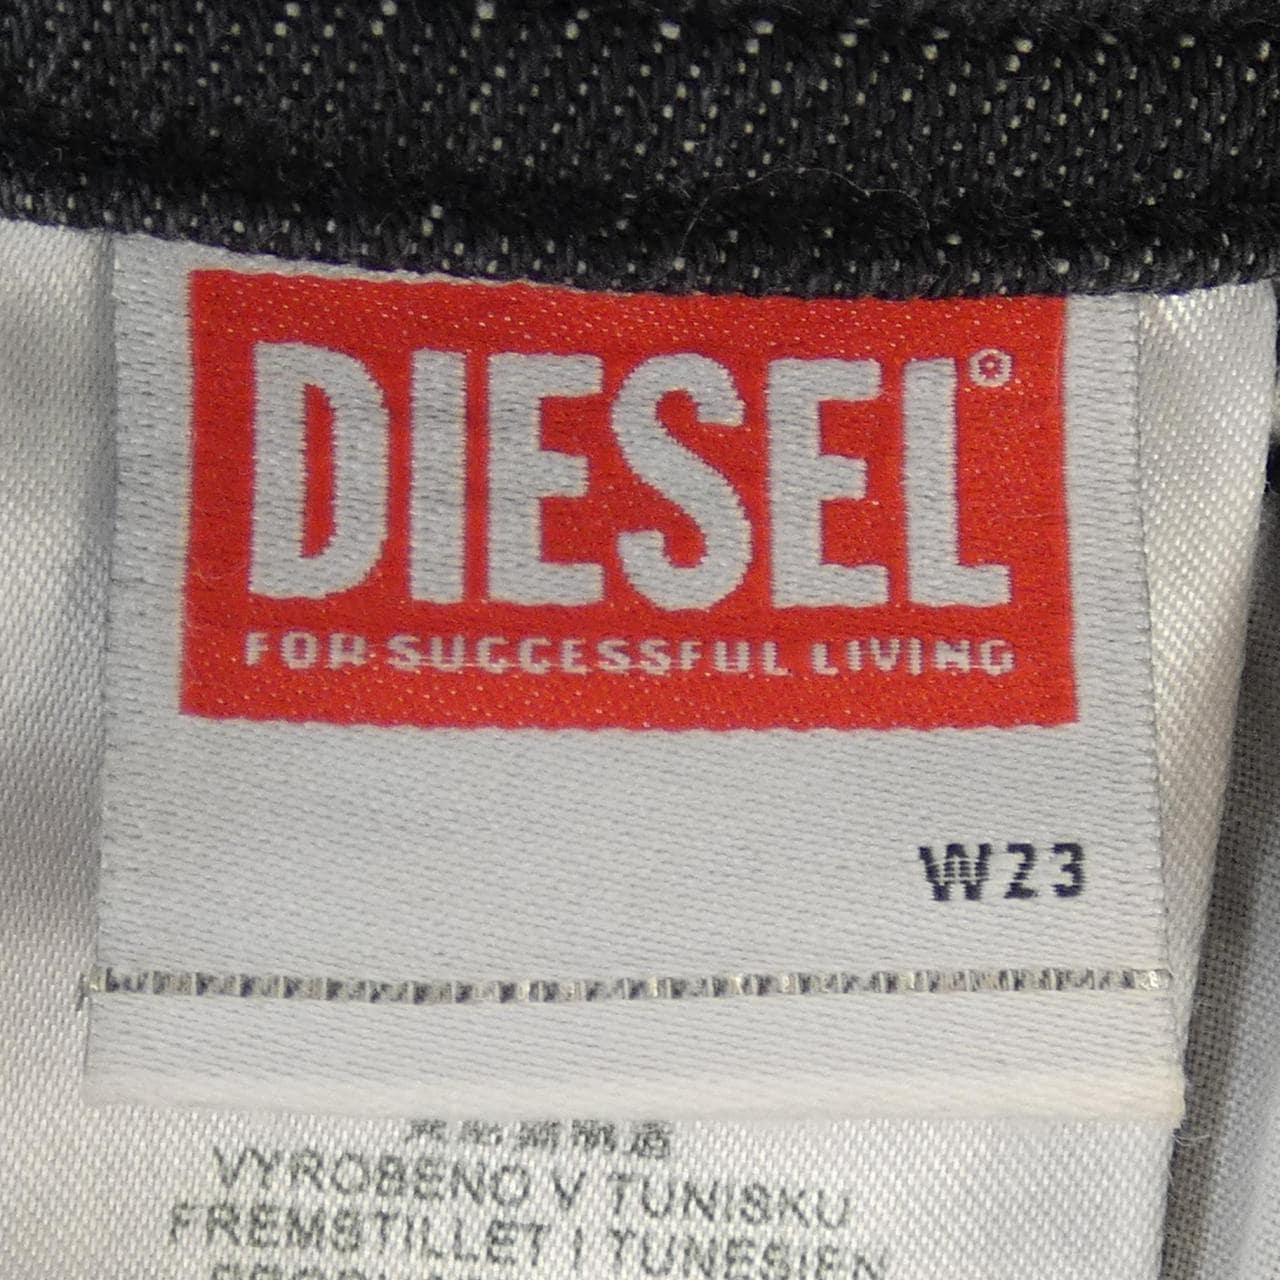 DIESEL®
FOR SUCCESSFUL LIVING
W23
VYROBENO V TUNISKU
FREMSTILLET I TUNESIEN